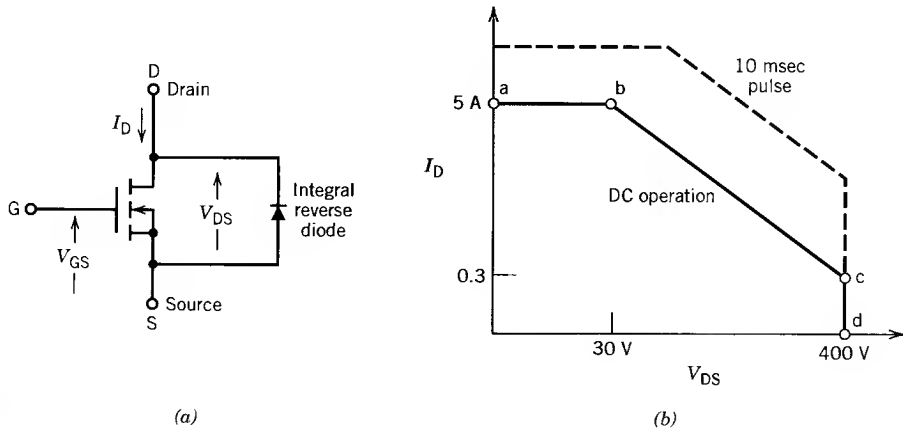 D
Drain
I_D
G
V_GS
V_DS
Integral
reverse
diode
Source
S
(a)
a
b
5 A
10 msec
pulse
I_D
DC operation
0.3
c
d
30 V
400 V
V_DS
(b)